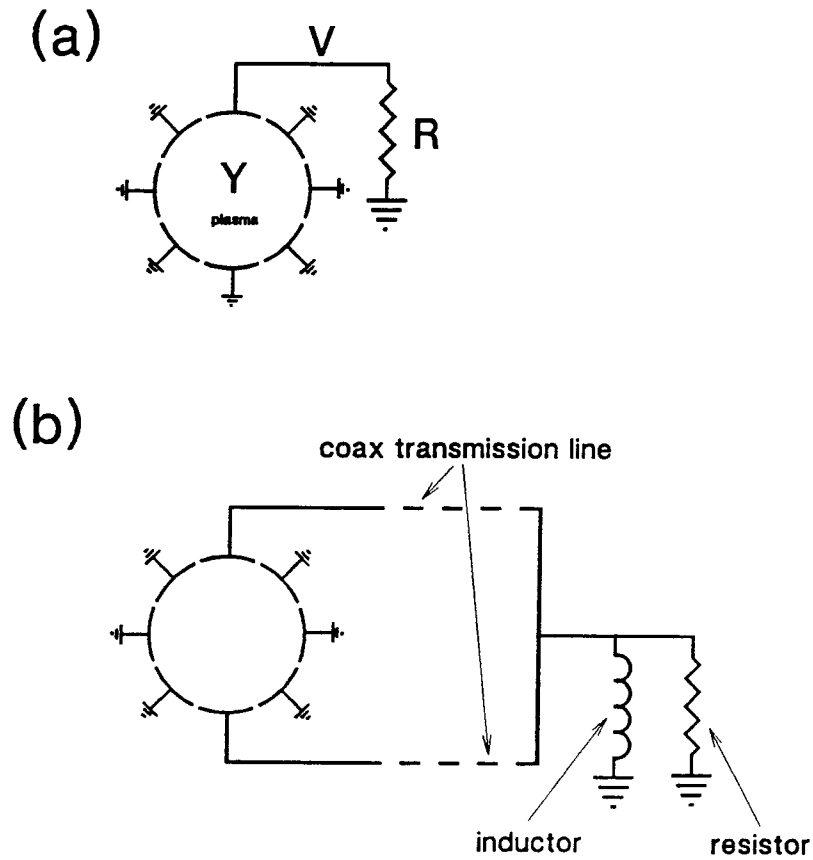 (a)
V
R
Y
plasma
(b)
coax transmission line
inductor
resistor